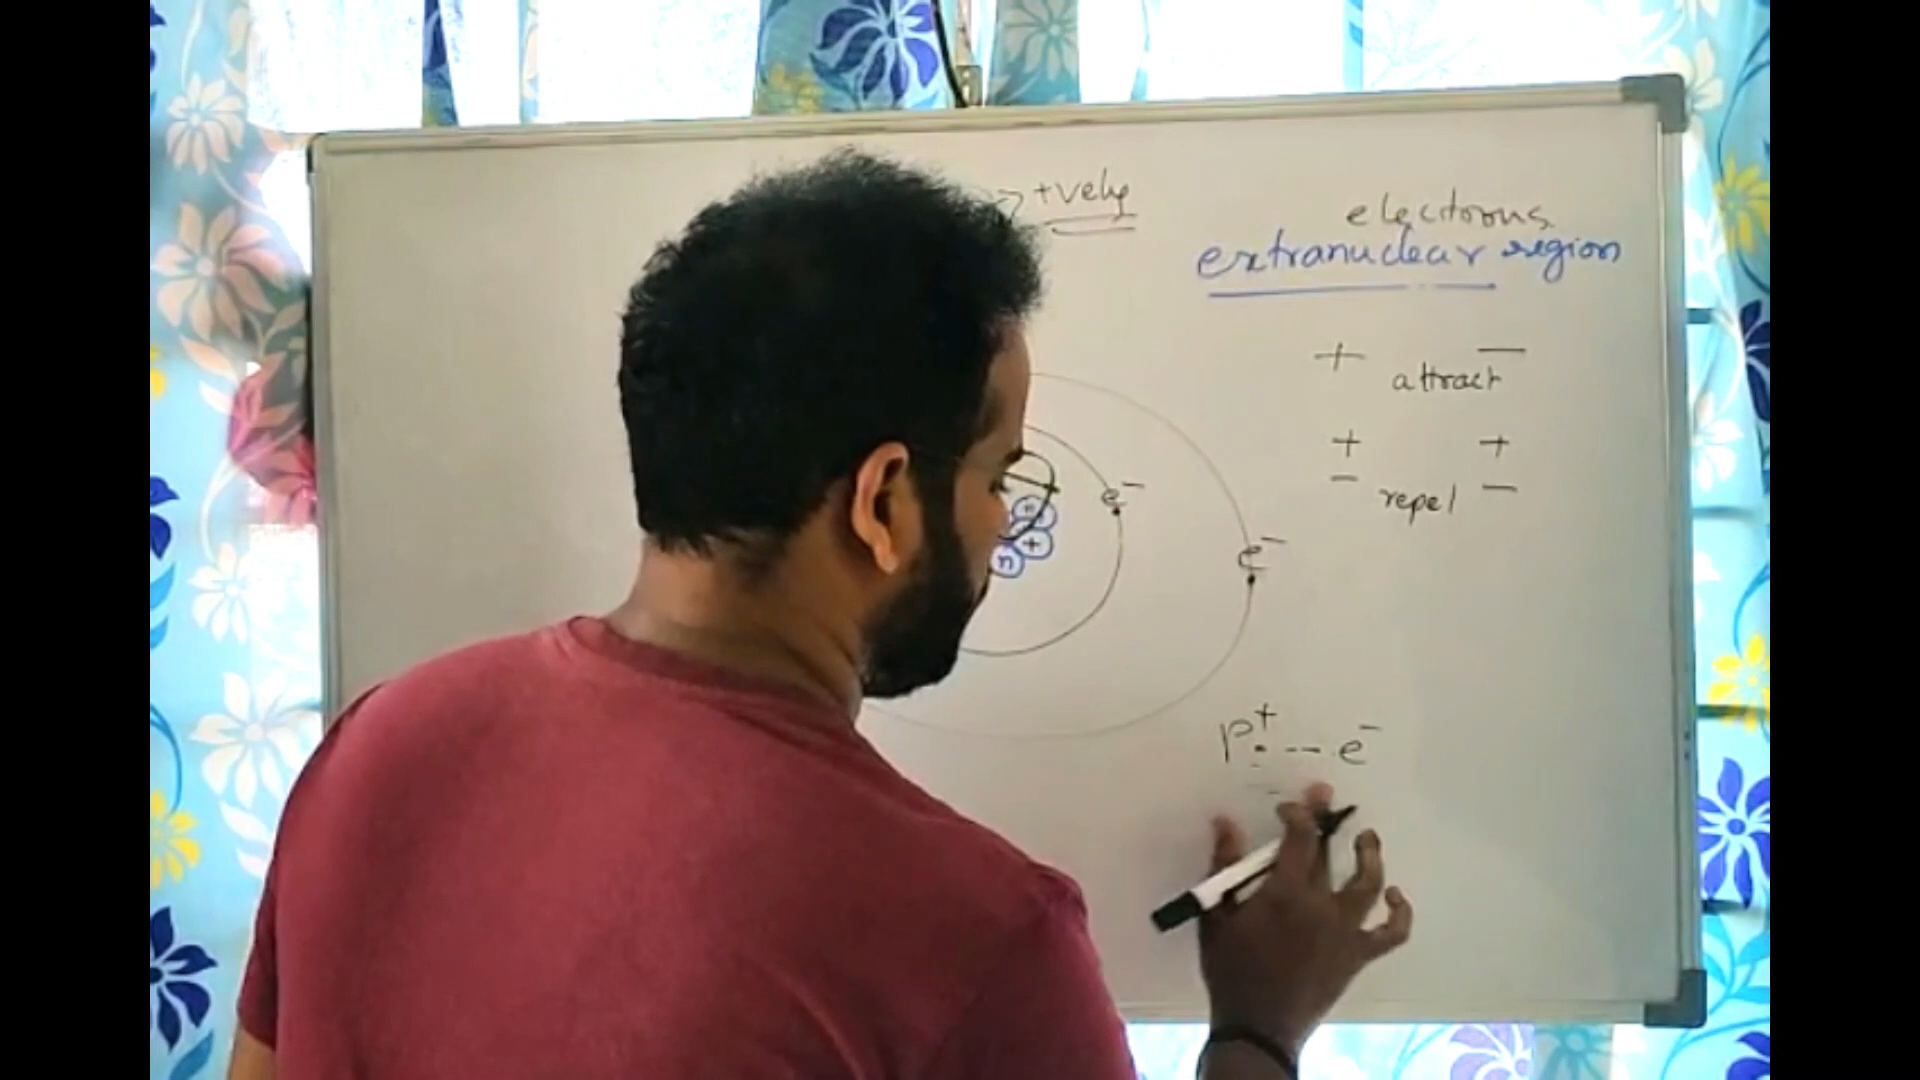 +vely
electrons
extranuclear region
+ −
attract
+ +
− repel −
e⁻
n
+
n
e⁻
P⁺ --- e⁻